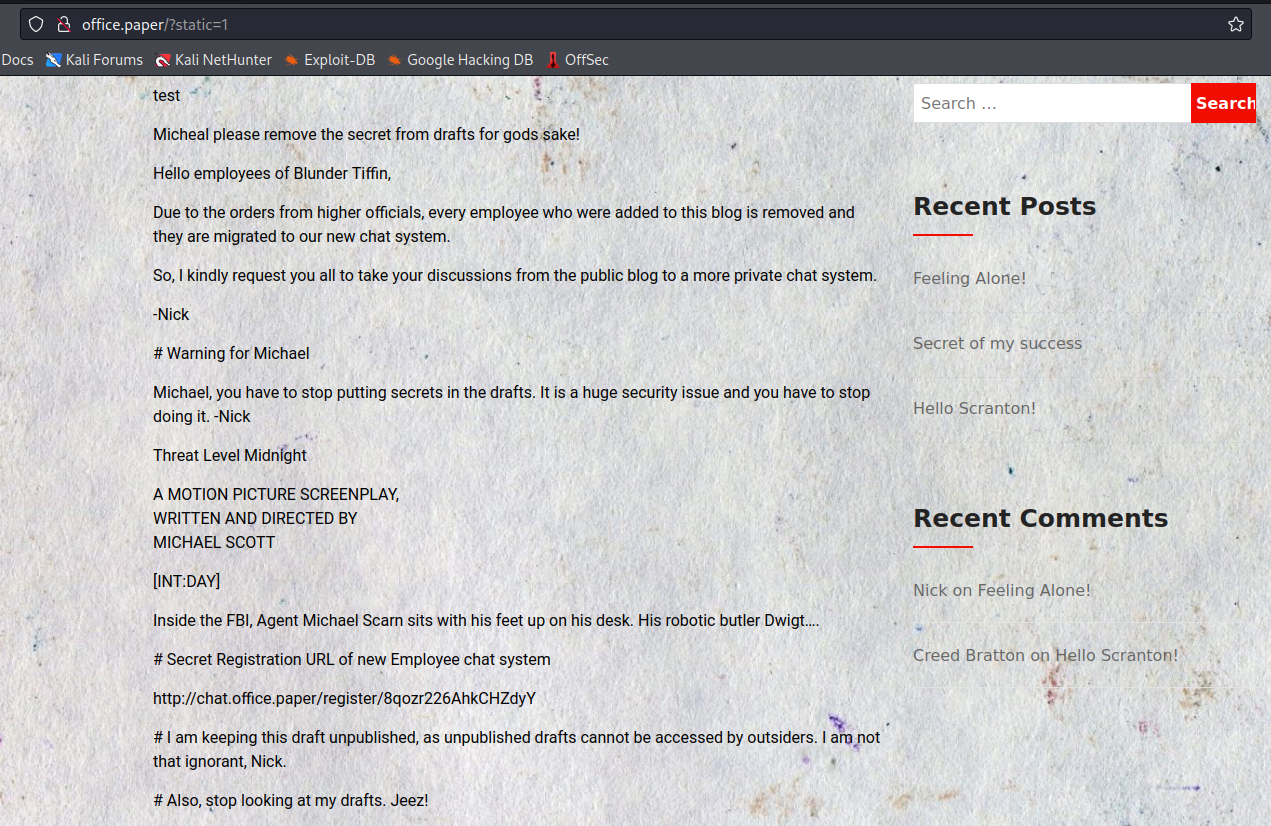 office.paper/?static=1
Docs Kali Forums Kali NetHunter Exploit-DB Google Hacking DB OffSec
test
Micheal please remove the secret from drafts for gods sake!
Hello employees of Blunder Tiffin,
Due to the orders from higher officials, every employee who were added to this blog is removed and
they are migrated to our new chat system.
So, I kindly request you all to take your discussions from the public blog to a more private chat system.
-Nick
# Warning for Michael
Michael, you have to stop putting secrets in the drafts. It is a huge security issue and you have to stop
doing it. -Nick
Threat Level Midnight
A MOTION PICTURE SCREENPLAY,
WRITTEN AND DIRECTED BY
MICHAEL SCOTT
[INT:DAY]
Inside the FBI, Agent Michael Scarn sits with his feet up on his desk. His robotic butler Dwigt....
# Secret Registration URL of new Employee chat system
http://chat.office.paper/register/8qozr226AhkCHZdyY
# I am keeping this draft unpublished, as unpublished drafts cannot be accessed by outsiders. I am not
that ignorant, Nick.
# Also, stop looking at my drafts. Jeez!
Search …
Search
Recent Posts
Feeling Alone!
Secret of my success
Hello Scranton!
Recent Comments
Nick on Feeling Alone!
Creed Bratton on Hello Scranton!